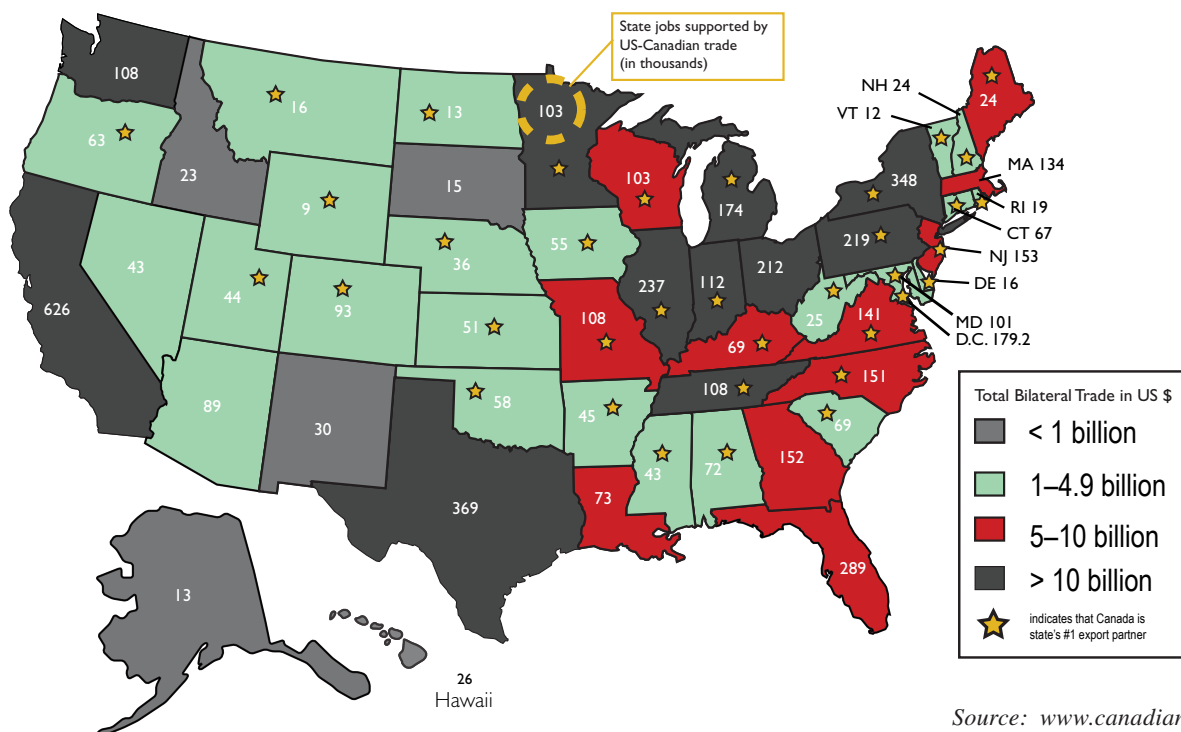 State jobs supported by
US-Canadian trade
(in thousands)
108
16
13
103
NH 24
24
VT 12
63
MA 134
23
15
103
348
RI 19
9
174
CT 67
219
NJ 153
55
36
43
44
212
DE 16
237
112
626
93
MD 101
25
141
D.C. 179.2
51
108
69
151
108
89
58
45
69
30
43
72
152
369
73
289
13
26
Hawaii
Total Bilateral Trade in US $
< 1 billion
1–4.9 billion
5–10 billion
> 10 billion
indicates that Canada is
state's #1 export partner
Source: www.canadian